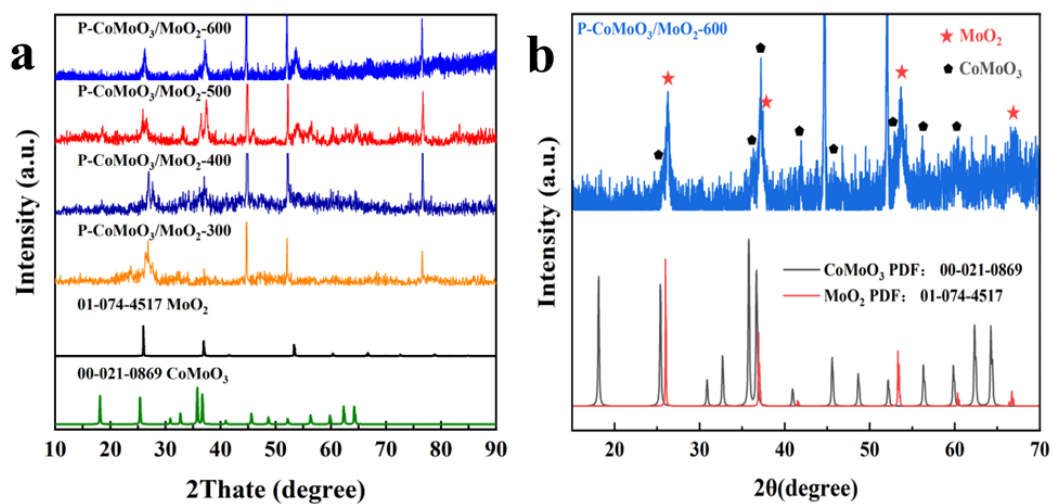 a
P-CoMoO₃/MoO₂-600
P-CoMoO₃/MoO₂-500
P-CoMoO₃/MoO₂-400
P-CoMoO₃/MoO₂-300
01-074-4517 MoO₂
00-021-0869 CoMoO₃
Intensity (a.u.)
10 20 30 40 50 60 70 80 90
2Thate (degree)
b
P-CoMoO₃/MoO₂-600
MoO₂
CoMoO₃
CoMoO₃ PDF： 00-021-0869
MoO₂ PDF： 01-074-4517
Intensity (a.u.)
20 30 40 50 60 70
2θ(degree)